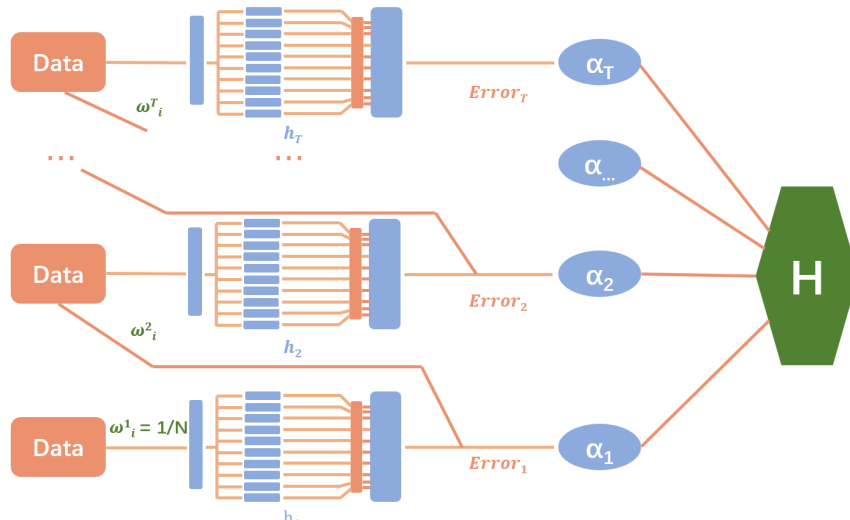 Data
α_T
ω^T_i
Error_T
h_T
...
...
α_...
Data
α_2
H
ω^2_i
Error_2
h_2
ω^1_i = 1/N
Data
α_1
Error_1